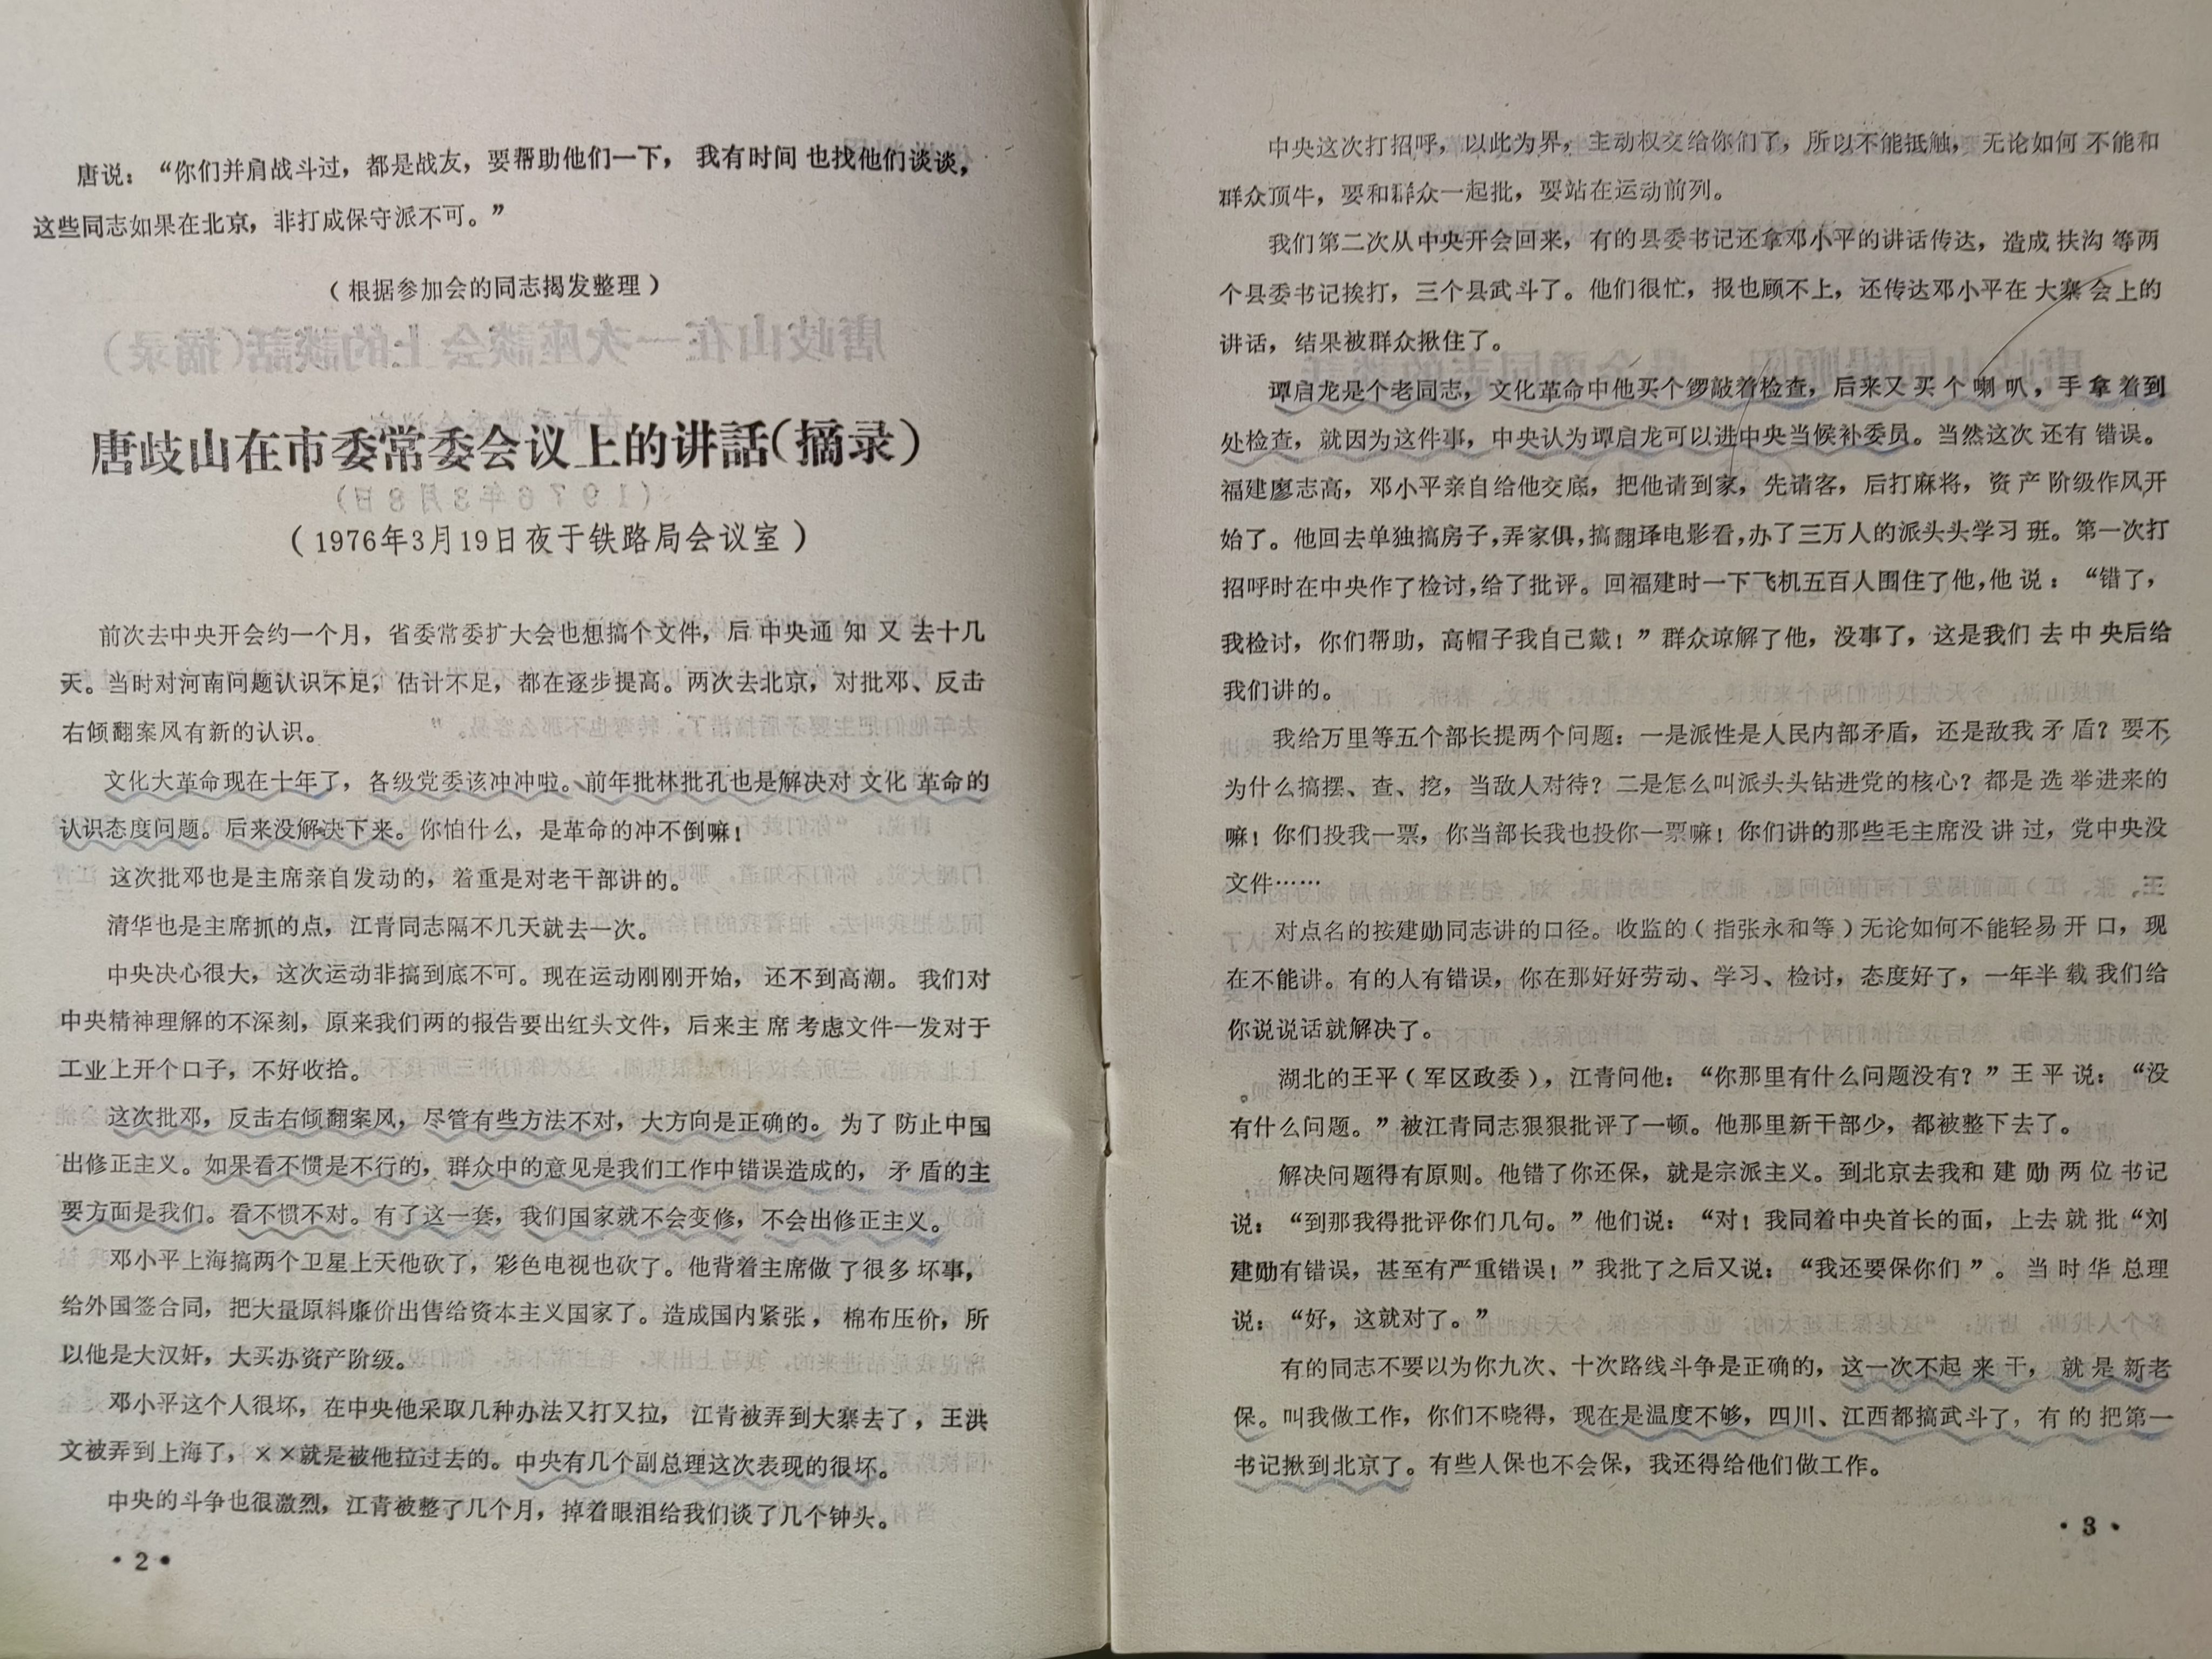 唐说：“你们并肩战斗过，都是战友，要帮助他们一下，我有时间也找他们谈谈，
这些同志如果在北京，非打成保守派不可。”
（根据参加会的同志揭发整理）
唐歧山在市委常委会议上的讲話（摘录）
（1976年3月19日夜于铁路局会议室）
前次去中央开会约一个月，省委常委扩大会也想搞个文件，后中央通知又去十几
天。当时对河南问题认识不足，估计不足，都在逐步提高。两次去北京，对批邓、反击
右倾翻案风有新的认识。
文化大革命现在十年了，各级党委该冲冲啦。前年批林批孔也是解决对文化革命的
认识态度问题。后来没解决下来。你怕什么，是革命的冲不倒嘛！
这次批邓也是主席亲自发动的，着重是对老干部讲的。
清华也是主席抓的点，江青同志隔不几天就去一次。
中央决心很大，这次运动非搞到底不可。现在运动刚刚开始，还不到高潮。我们对
中央精神理解的不深刻，原来我们两的报告要出红头文件，后来主席考虑文件一发对于
工业上开个口子，不好收拾。
这次批邓，反击右倾翻案风，尽管有些方法不对，大方向是正确的。为了防止中国
出修正主义。如果看不惯是不行的，群众中的意见是我们工作中错误造成的，矛盾的主
要方面是我们。看不惯不对。有了这一套，我们国家就不会变修，不会出修正主义。
邓小平上海搞两个卫星上天他砍了，彩色电视也砍了。他背着主席做了很多坏事，
给外国签合同，把大量原料廉价出售给资本主义国家了。造成国内紧张，棉布压价，所
以他是大汉奸，大买办资产阶级。
邓小平这个人很坏，在中央他采取几种办法又打又拉，江青被弄到大寨去了，王洪
文被弄到上海了，××就是被他拉过去的。中央有几个副总理这次表现的很坏。
中央的斗争也很激烈，江青被整了几个月，掉着眼泪给我们谈了几个钟头。
·2·
中央这次打招呼，以此为界，主动权交给你们了，所以不能抵触，无论如何不能和
群众顶牛，要和群众一起批，要站在运动前列。
我们第二次从中央开会回来，有的县委书记还拿邓小平的讲话传达，造成扶沟等两
个县委书记挨打，三个县武斗了。他们很忙，报也顾不上，还传达邓小平在大寨会上的
讲话，结果被群众揪住了。
谭启龙是个老同志，文化革命中他买个锣敲着检查，后来又买个喇叭，手拿着到
处检查，就因为这件事，中央认为谭启龙可以进中央当候补委员。当然这次还有错误。
福建廖志高，邓小平亲自给他交底，把他请到家，先请客，后打麻将，资产阶级作风开
始了。他回去单独搞房子，弄家俱，搞翻译电影看，办了三万人的派头头学习班。第一次打
招呼时在中央作了检讨，给了批评。回福建时一下飞机五百人围住了他，他说：“错了，
我检讨，你们帮助，高帽子我自己戴！”群众谅解了他，没事了，这是我们去中央后给
我们讲的。
我给万里等五个部长提两个问题：一是派性是人民内部矛盾，还是敌我矛盾？要不
为什么搞摆、查、挖，当敌人对待？二是怎么叫派头头钻进党的核心？都是选举进来的
嘛！你们投我一票，你当部长我也投你一票嘛！你们讲的那些毛主席没讲过，党中央没
文件……
对点名的按建勋同志讲的口径。收监的（指张永和等）无论如何不能轻易开口，现
在不能讲。有的人有错误，你在那好好劳动、学习、检讨，态度好了，一年半载我们给
你说说话就解决了。
湖北的王平（军区政委），江青问他：“你那里有什么问题没有？”王平说：“没
有什么问题。”被江青同志狠狠批评了一顿。他那里新干部少，都被整下去了。
解决问题得有原则。他错了你还保，就是宗派主义。到北京去我和建勋两位书记
说：“到那我得批评你们几句。”他们说：“对！我同着中央首长的面，上去就批“刘
建勋有错误，甚至有严重错误！”我批了之后又说：“我还要保你们”。当时华总理
说：“好，这就对了。”
有的同志不要以为你九次、十次路线斗争是正确的，这一次不起来干，就是新老
保。叫我做工作，你们不晓得，现在是温度不够，四川、江西都搞武斗了，有的把第一
书记揪到北京了。有些人保也不会保，我还得给他们做工作。
·3·